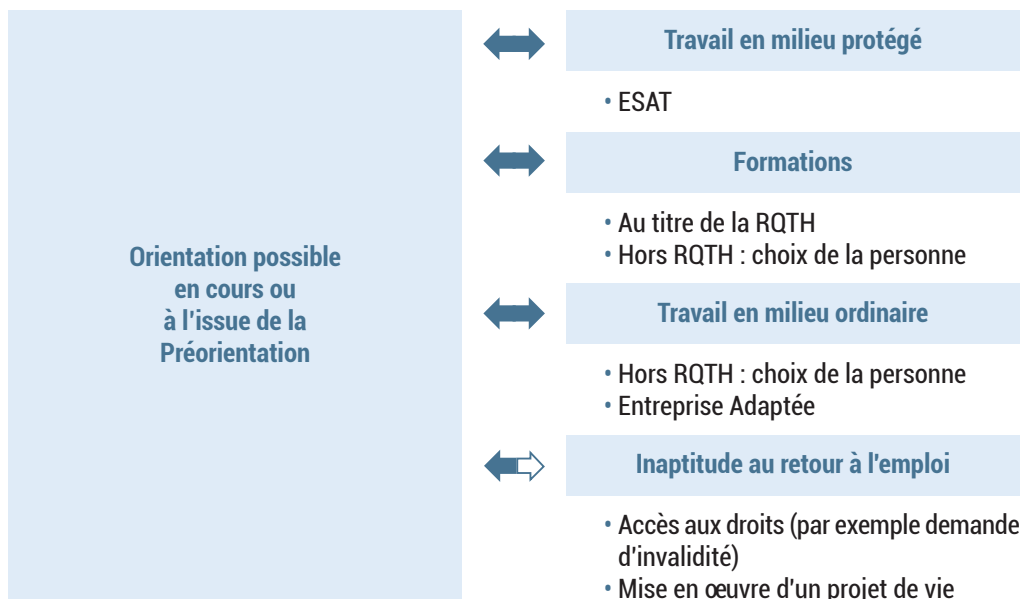 Orientation possible
en cours ou
à l'issue de la
Préorientation
Travail en milieu protégé
• ESAT
Formations
• Au titre de la RQTH
• Hors RQTH : choix de la personne
Travail en milieu ordinaire
• Hors RQTH : choix de la personne
• Entreprise Adaptée
Inaptitude au retour à l'emploi
• Accès aux droits (par exemple demande
d'invalidité)
• Mise en œuvre d'un projet de vie